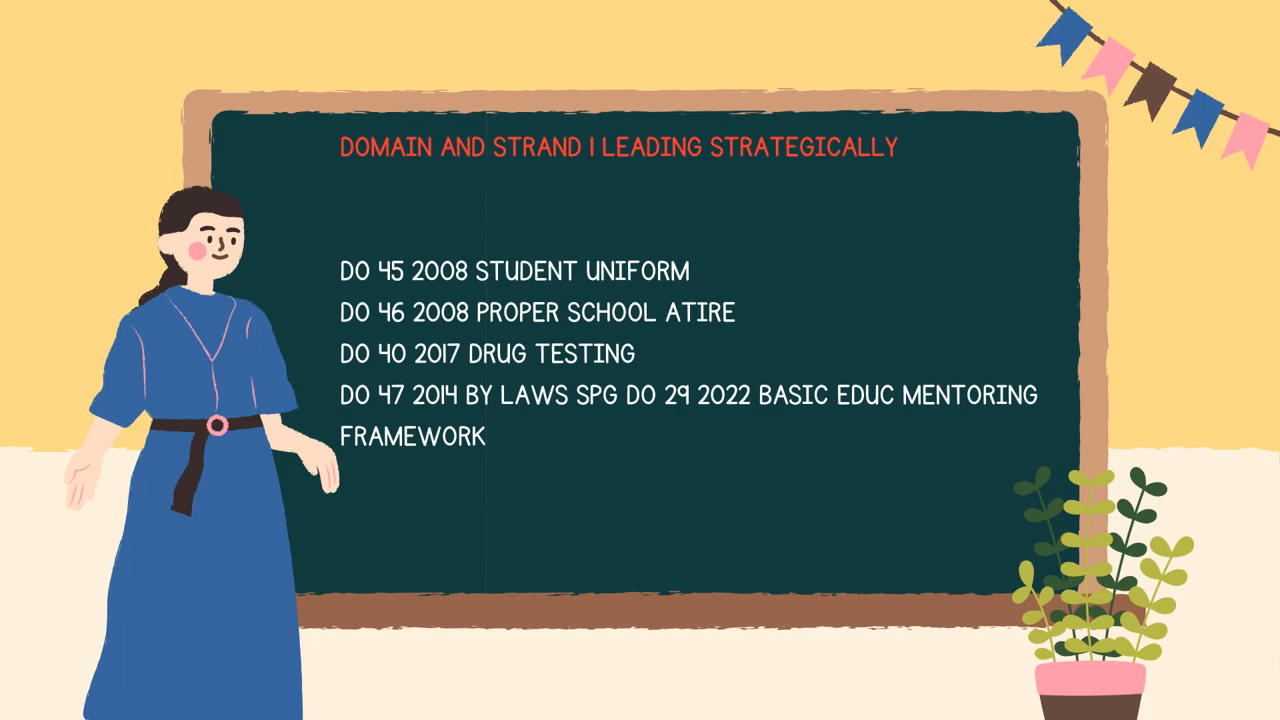 DOMAIN AND STRAND I LEADING STRATEGICALLY
DO 45 2008 STUDENT UNIFORM
DO 46 2008 PROPER SCHOOL ATIRE
DO 40 2017 DRUG TESTING
DO 47 2014 BY LAWS SPG DO 29 2022 BASIC EDUC MENTORING
FRAMEWORK